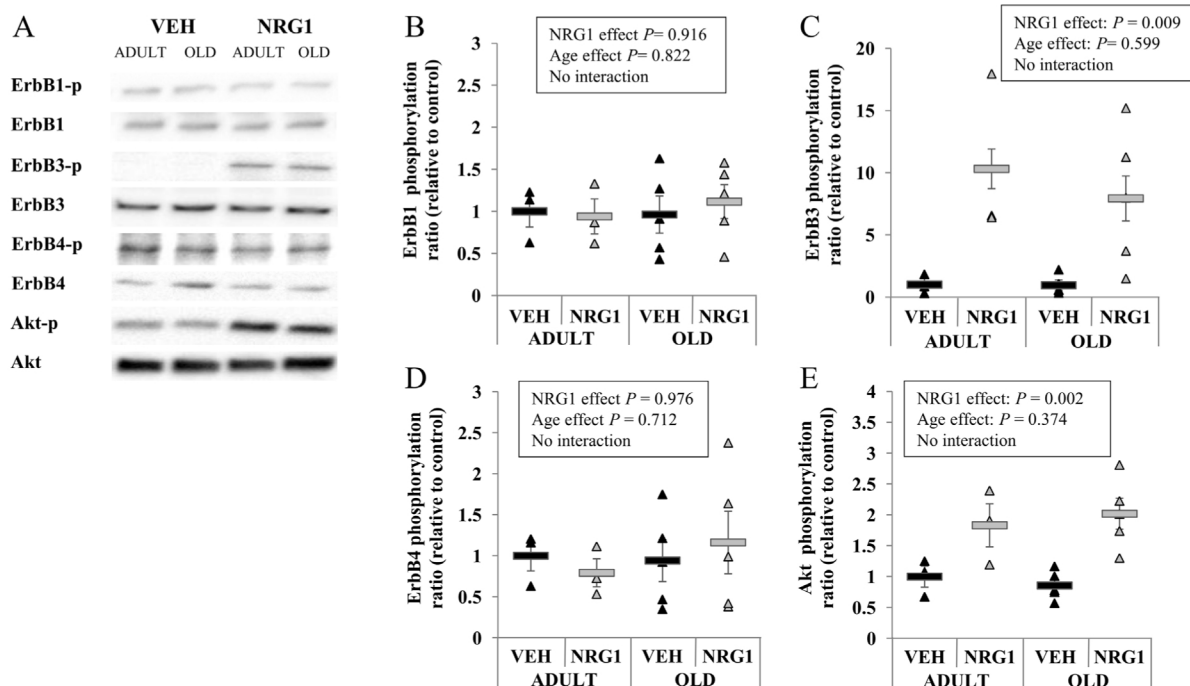 A
VEH NRG1
ADULT OLD ADULT OLD
ErbB1-p
ErbB1
ErbB3-p
ErbB3
ErbB4-p
ErbB4
Akt-p
Akt
B
NRG1 effect P= 0.916
Age effect P = 0.822
No interaction
ErbB1 phosphorylation
ratio (relative to control)
3
2.5
2
1.5
1
0.5
0
VEH NRG1 VEH NRG1
ADULT OLD
C
NRG1 effect: P = 0.009
Age effect: P= 0.599
No interaction
ErbB3 phosphorylation
ratio (relative to control)
20
15
10
5
0
VEH NRG1 VEH NRG1
ADULT OLD
D
NRG1 effect P = 0.976
Age effect P = 0.712
No interaction
ErbB4 phosphorylation
ratio (relative to control)
3
2.5
2
1.5
1
0.5
0
VEH NRG1 VEH NRG1
ADULT OLD
E
NRG1 effect: P = 0.002
Age effect: P = 0.374
No interaction
Akt phosphorylation
ratio (relative to control)
4
3.5
3
2.5
2
1.5
1
0.5
0
VEH NRG1 VEH NRG1
ADULT OLD